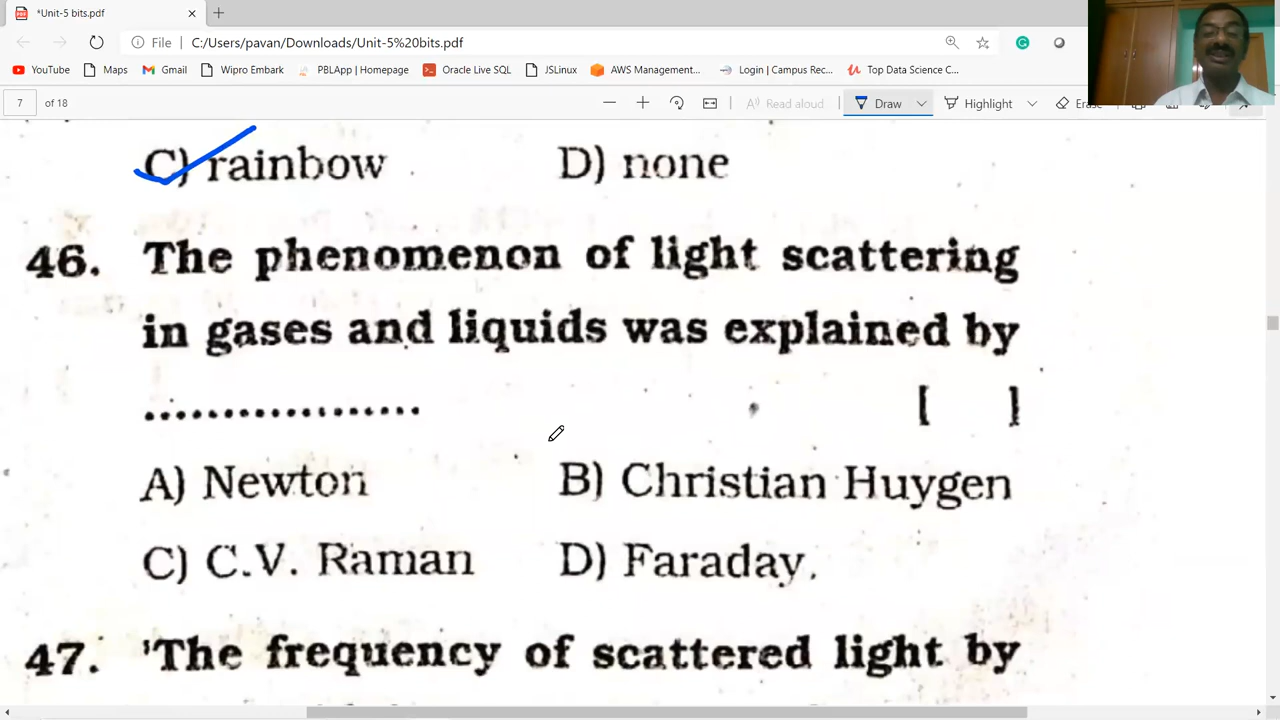 *Unit-5 bits.pdf
File C:/Users/pavan/Downloads/Unit-5%20bits.pdf
YouTube Maps Gmail Wipro Embark PBLApp | Homepage Oracle Live SQL JSLinux AWS Management... Login | Campus Rec... Top Data Science C...
7 of 18 Read aloud Draw Highlight Erase
C) rainbow D) none
46. The phenomenon of light scattering
in gases and liquids was explained by
.................. [ ]
A) Newton B) Christian Huygen
C) C.V. Raman D) Faraday.
47. 'The frequency of scattered light by